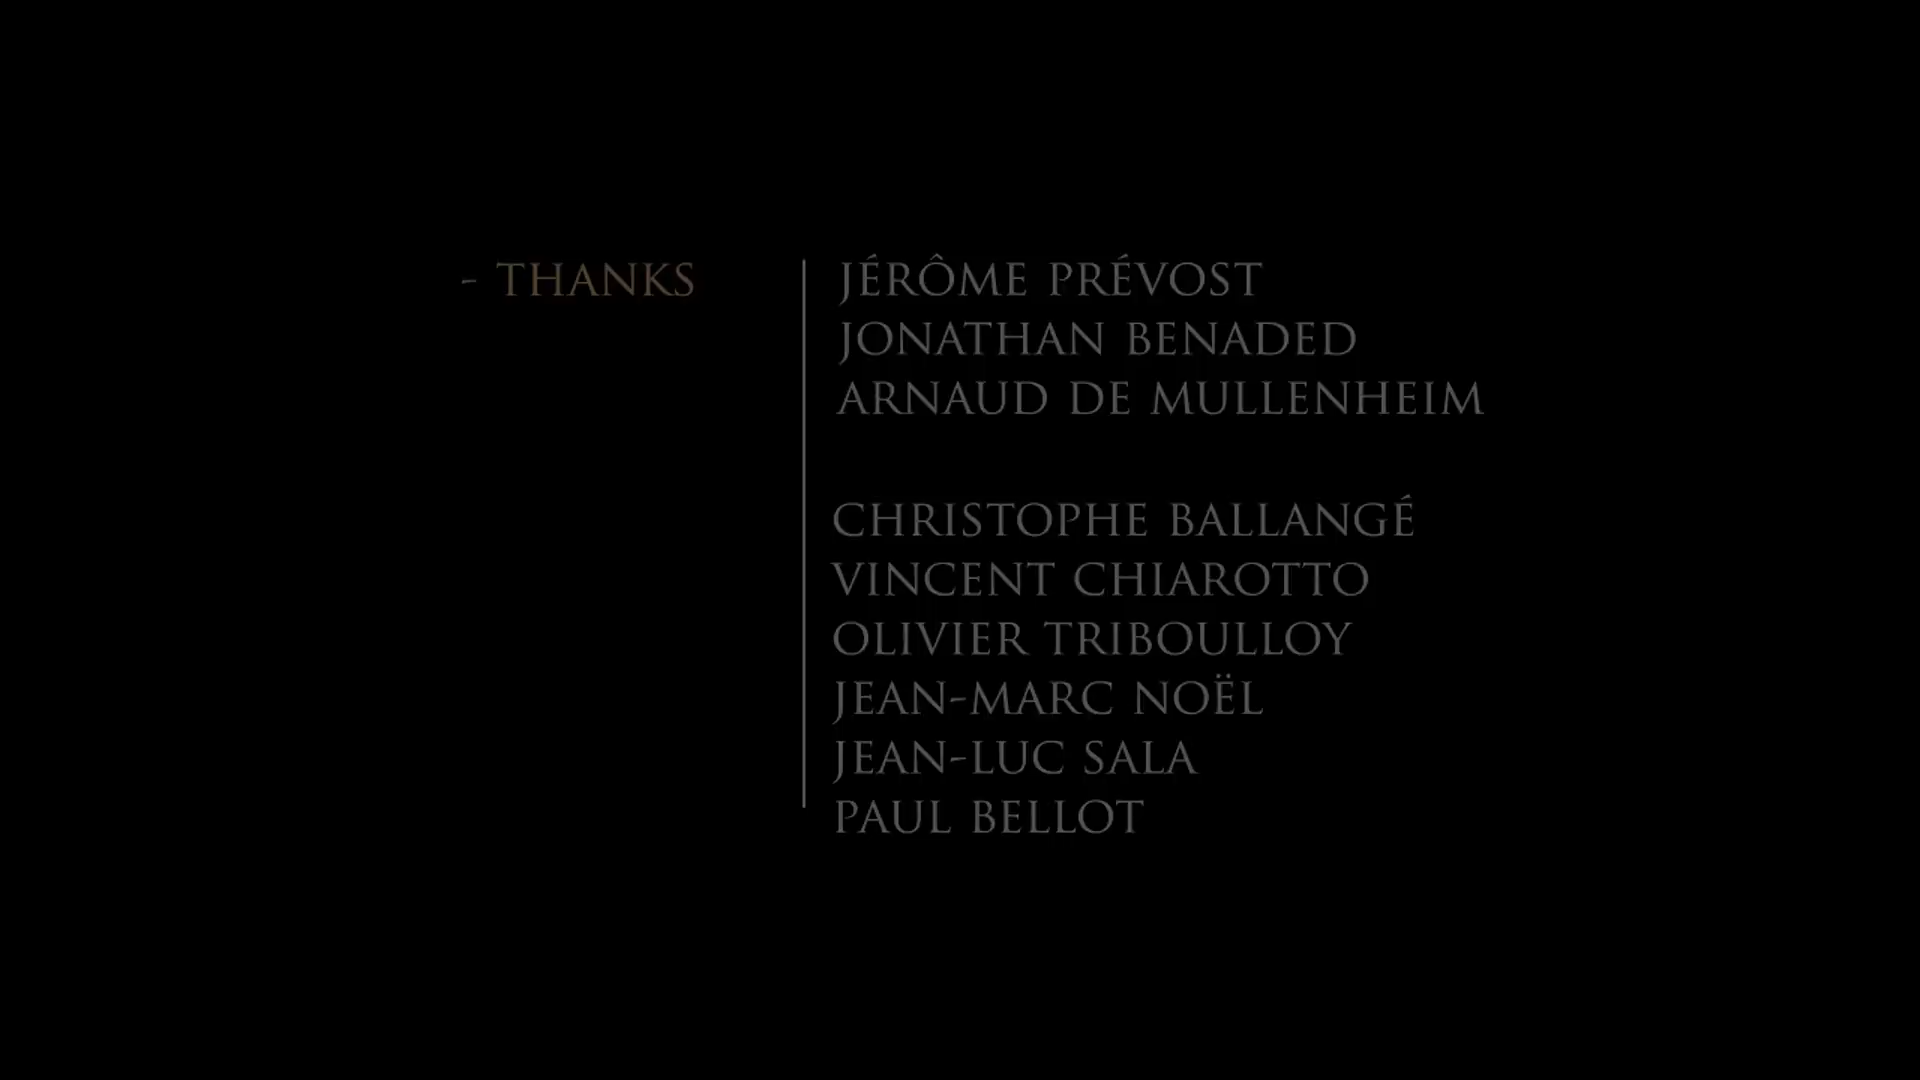 - THANKS
JÉRÔME PRÉVOST
JONATHAN BENADED
ARNAUD DE MULLENHEIM
CHRISTOPHE BALLANGÉ
VINCENT CHIAROTTO
OLIVIER TRIBOULLOY
JEAN-MARC NOËL
JEAN-LUC SALA
PAUL BELLOT